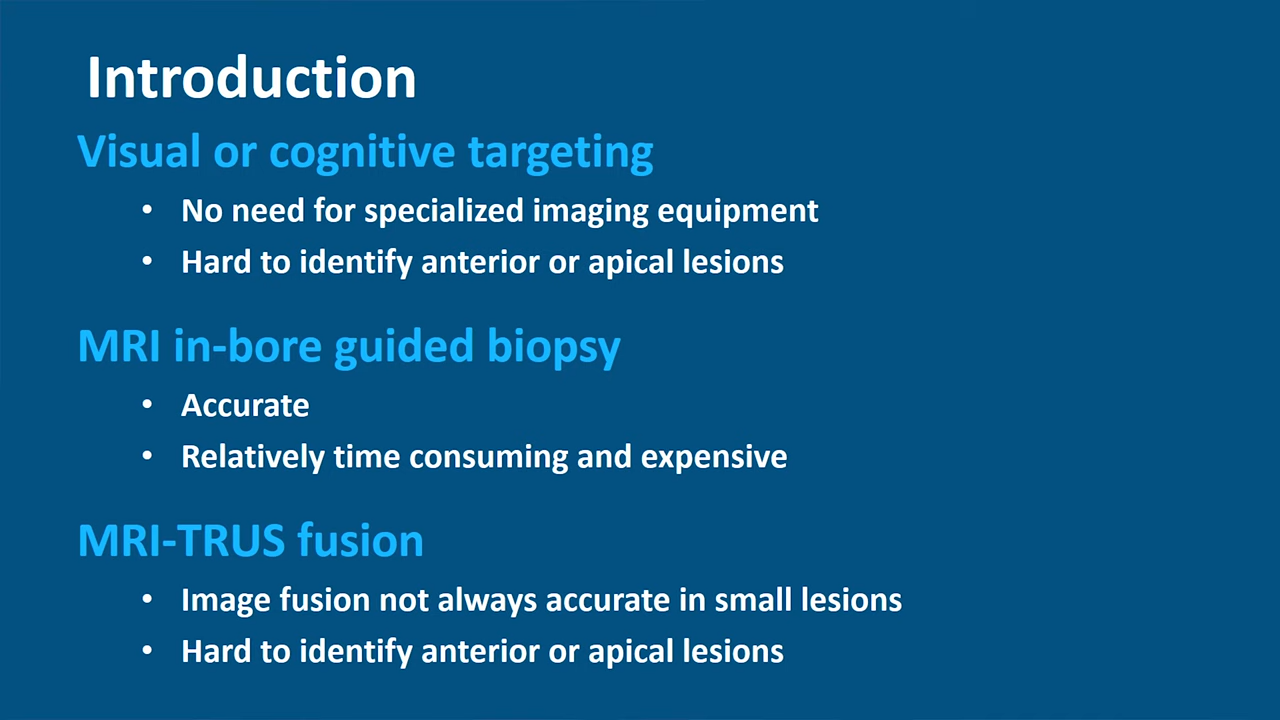 Introduction
Visual or cognitive targeting
• No need for specialized imaging equipment
• Hard to identify anterior or apical lesions
MRI in-bore guided biopsy
• Accurate
• Relatively time consuming and expensive
MRI-TRUS fusion
• Image fusion not always accurate in small lesions
• Hard to identify anterior or apical lesions